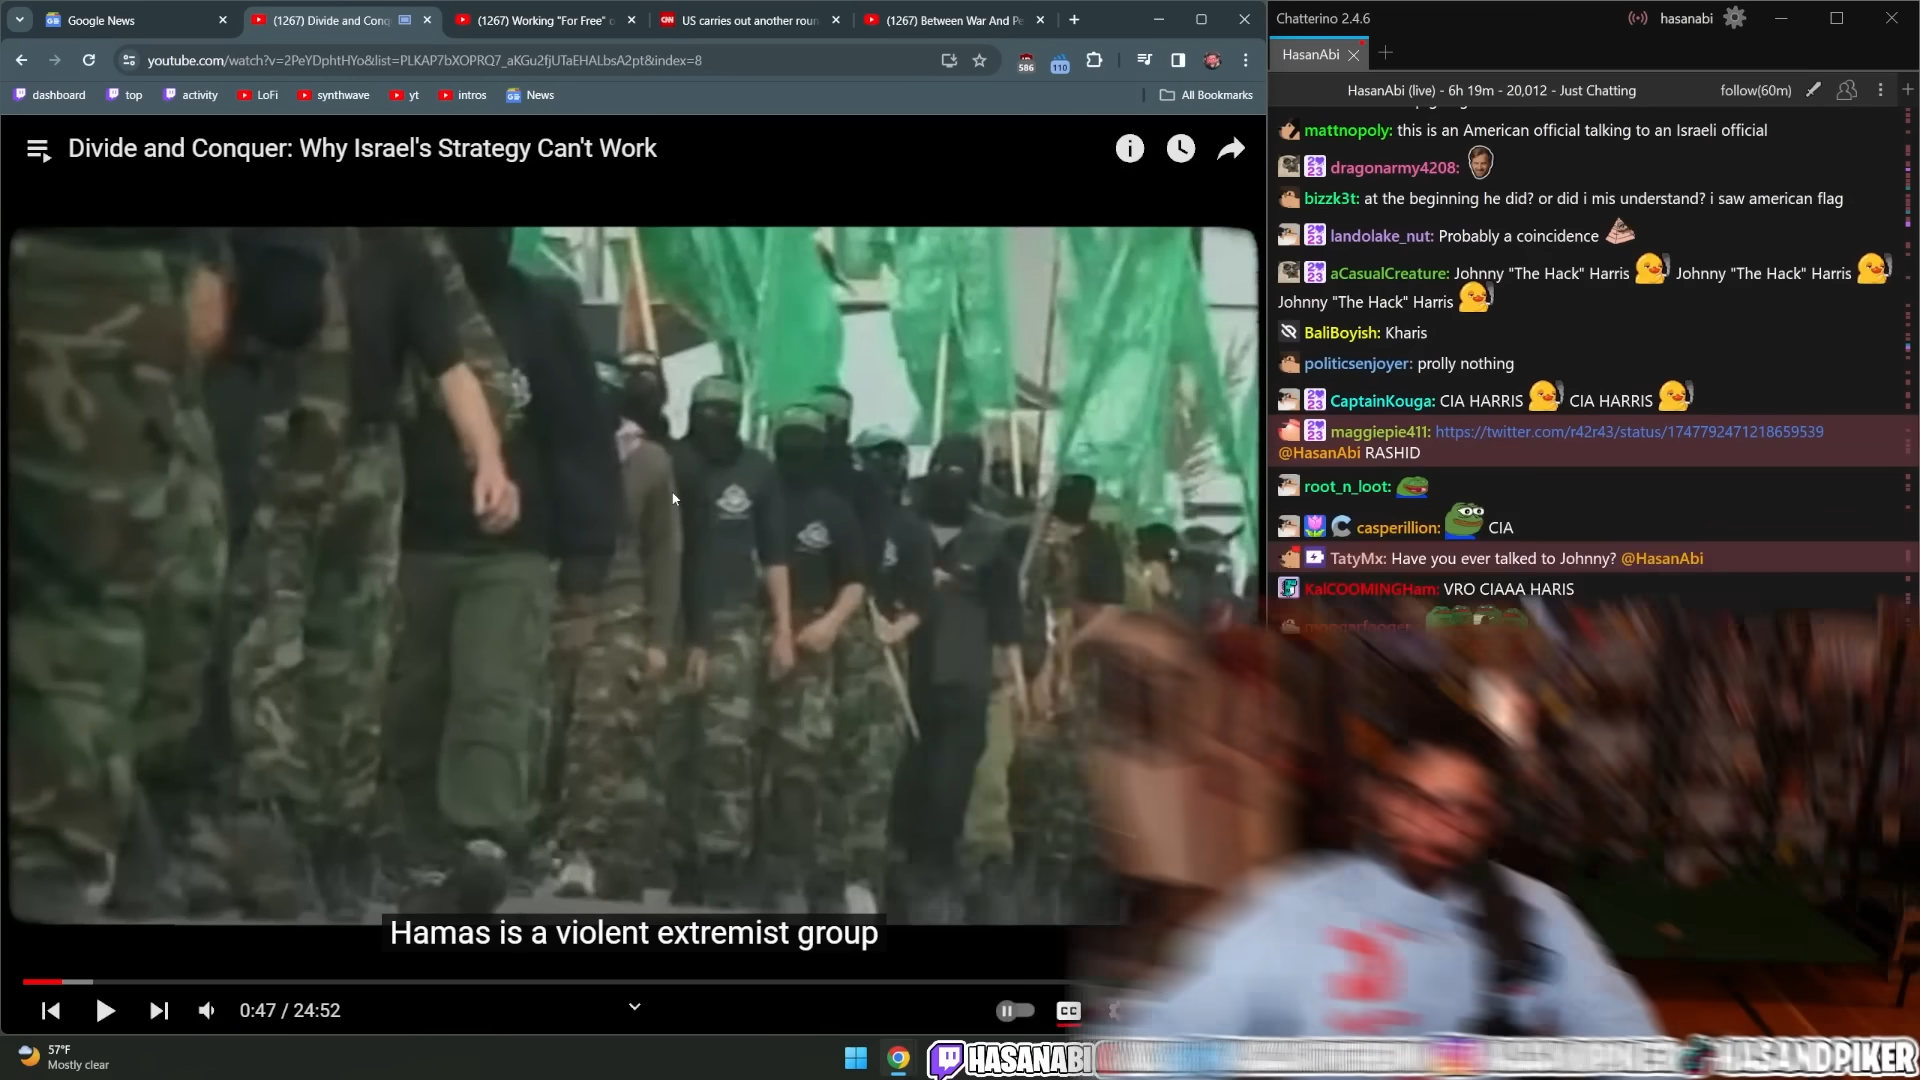 Google News
(1267) Divide and Conq
(1267) Working "For Free" o
CNN
US carries out another roun
(1267) Between War And Pe
youtube.com/watch?v=2PeYDphtHYo&list=PLKAP7bXOPRQ7_aKGu2fjUTaEHALbsA2pt&index=8
586
110
dashboard
top
activity
LoFi
synthwave
yt
intros
News
All Bookmarks
Divide and Conquer: Why Israel's Strategy Can't Work
Hamas is a violent extremist group
0:47 / 24:52
CC
57°F
Mostly clear
Chatterino 2.4.6
hasanabi
HasanAbi
HasanAbi (live) - 6h 19m - 20,012 - Just Chatting
follow(60m)
mattnopoly: this is an American official talking to an Israeli official
dragonarmy4208:
bizzk3t: at the beginning he did? or did i mis understand? i saw american flag
landolake_nut: Probably a coincidence
aCasualCreature: Johnny "The Hack" Harris Johnny "The Hack" Harris
Johnny "The Hack" Harris
BaliBoyish: Kharis
politicsenjoyer: prolly nothing
CaptainKouga: CIA HARRIS CIA HARRIS
maggiepie411: https://twitter.com/r42r43/status/1747792471218659539
@HasanAbi RASHID
root_n_loot:
casperillion: CIA
TatyMx: Have you ever talked to Johnny? @HasanAbi
KalCOOMINGHam: VRO CIAAA HARIS
HASANABI
HASANDPIKER